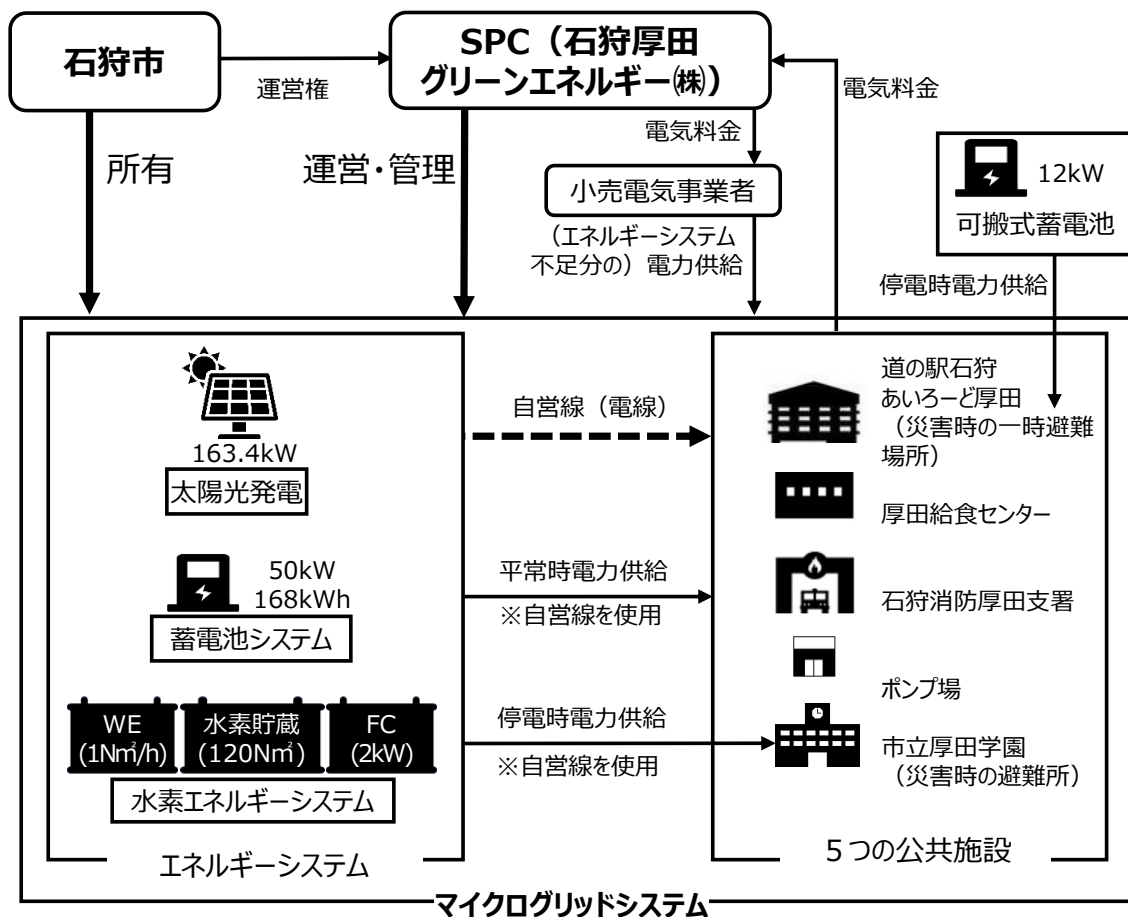 石狩市
運営権
SPC（石狩厚田
グリーンエネルギー㈱）
電気料金
電気料金
所有
運営・管理
小売電気事業者
（エネルギーシステム
不足分の）電力供給
12kW
可搬式蓄電池
停電時電力供給
163.4kW
太陽光発電
50kW
168kWh
蓄電池システム
WE
(1Nm²/h)
水素貯蔵
(120Nm²)
FC
(2kW)
水素エネルギーシステム
エネルギーシステム
自営線（電線）
平常時電力供給
※自営線を使用
停電時電力供給
※自営線を使用
道の駅石狩
あいろーど厚田
（災害時の一時避難
場所）
厚田給食センター
石狩消防厚田支署
ポンプ場
市立厚田学園
（災害時の避難所）
５つの公共施設
マイクログリッドシステム